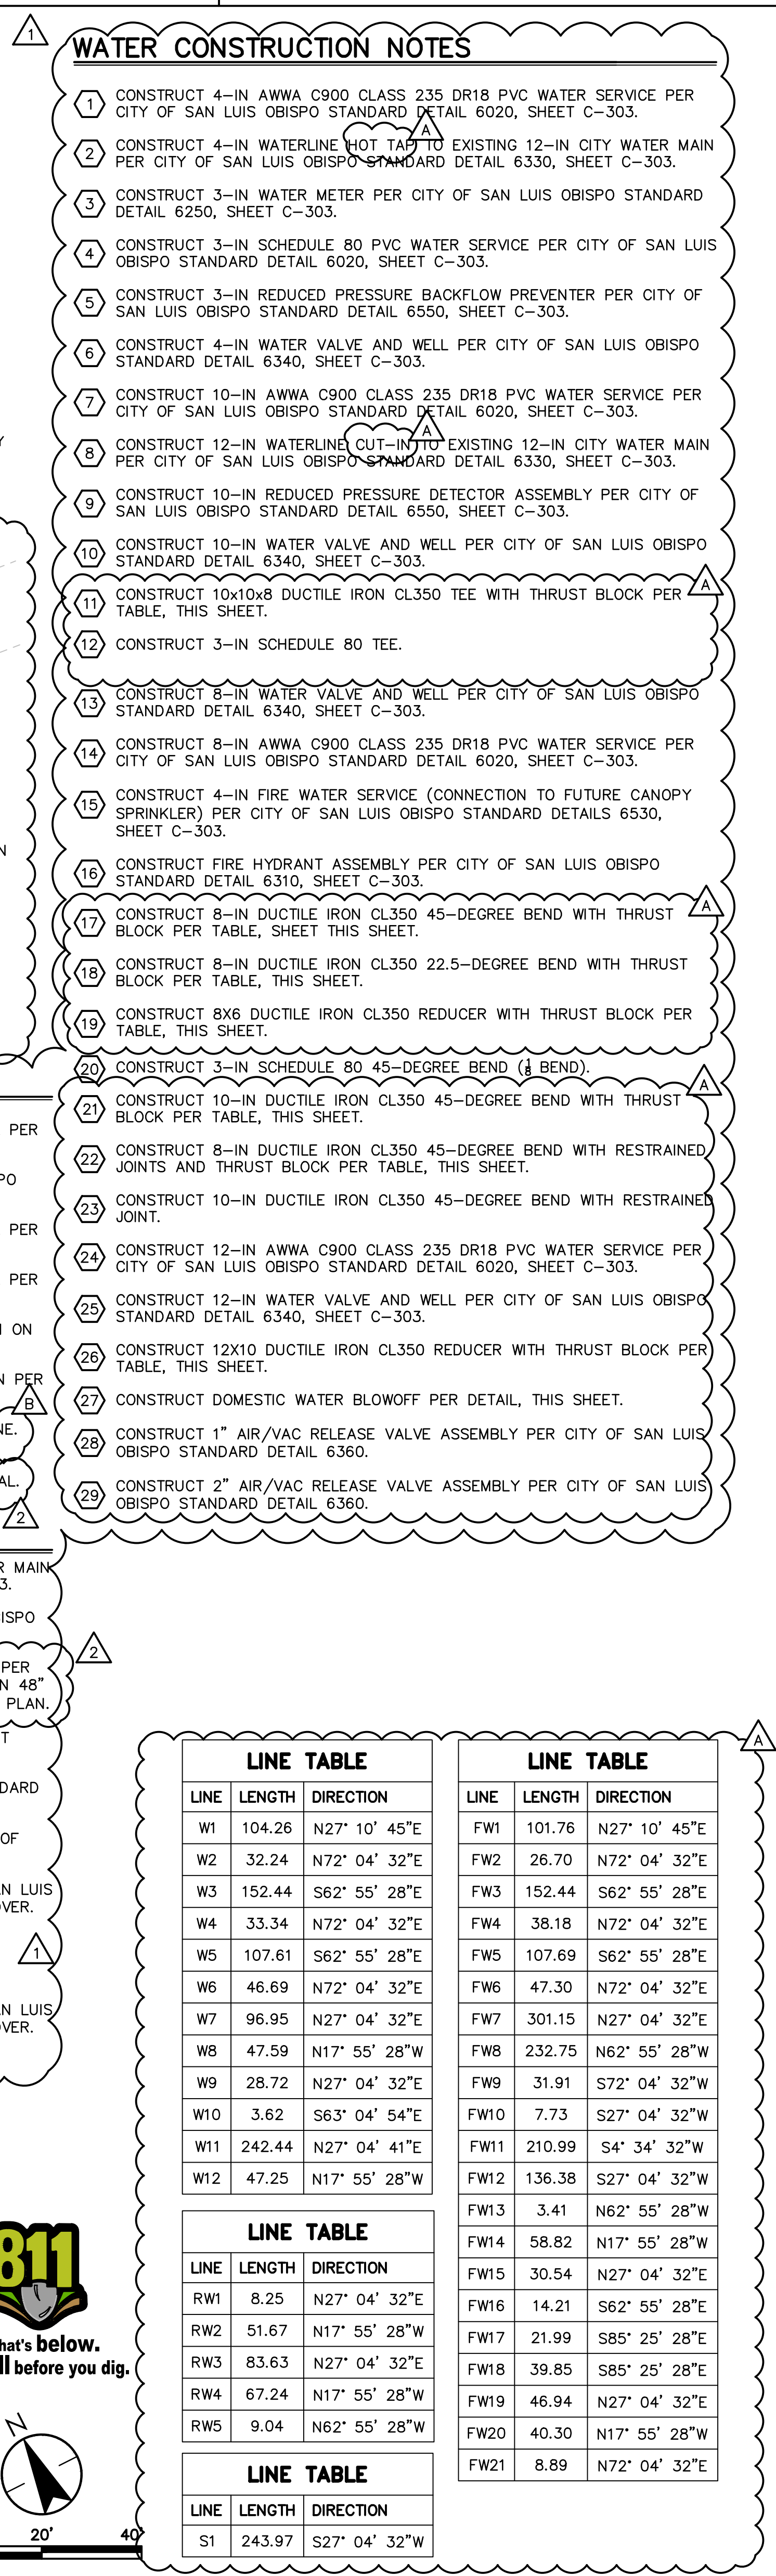 1
WATER CONSTRUCTION NOTES
1 CONSTRUCT 4-IN AWWA C900 CLASS 235 DR18 PVC WATER SERVICE PER
CITY OF SAN LUIS OBISPO STANDARD DETAIL 6020, SHEET C-303.
A
2 CONSTRUCT 4-IN WATERLINE HOT TAP TO EXISTING 12-IN CITY WATER MAIN
PER CITY OF SAN LUIS OBISPO STANDARD DETAIL 6330, SHEET C-303.
3 CONSTRUCT 3-IN WATER METER PER CITY OF SAN LUIS OBISPO STANDARD
DETAIL 6250, SHEET C-303.
4 CONSTRUCT 3-IN SCHEDULE 80 PVC WATER SERVICE PER CITY OF SAN LUIS
OBISPO STANDARD DETAIL 6020, SHEET C-303.
5 CONSTRUCT 3-IN REDUCED PRESSURE BACKFLOW PREVENTER PER CITY OF
SAN LUIS OBISPO STANDARD DETAIL 6550, SHEET C-303.
6 CONSTRUCT 4-IN WATER VALVE AND WELL PER CITY OF SAN LUIS OBISPO
STANDARD DETAIL 6340, SHEET C-303.
7 CONSTRUCT 10-IN AWWA C900 CLASS 235 DR18 PVC WATER SERVICE PER
CITY OF SAN LUIS OBISPO STANDARD DETAIL 6020, SHEET C-303.
A
8 CONSTRUCT 12-IN WATERLINE CUT-IN TO EXISTING 12-IN CITY WATER MAIN
PER CITY OF SAN LUIS OBISPO STANDARD DETAIL 6330, SHEET C-303.
9 CONSTRUCT 10-IN REDUCED PRESSURE DETECTOR ASSEMBLY PER CITY OF
SAN LUIS OBISPO STANDARD DETAIL 6550, SHEET C-303.
10 CONSTRUCT 10-IN WATER VALVE AND WELL PER CITY OF SAN LUIS OBISPO
STANDARD DETAIL 6340, SHEET C-303.
A
11 CONSTRUCT 10x10x8 DUCTILE IRON CL350 TEE WITH THRUST BLOCK PER
TABLE, THIS SHEET.
12 CONSTRUCT 3-IN SCHEDULE 80 TEE.
13 CONSTRUCT 8-IN WATER VALVE AND WELL PER CITY OF SAN LUIS OBISPO
STANDARD DETAIL 6340, SHEET C-303.
14 CONSTRUCT 8-IN AWWA C900 CLASS 235 DR18 PVC WATER SERVICE PER
CITY OF SAN LUIS OBISPO STANDARD DETAIL 6020, SHEET C-303.
15 CONSTRUCT 4-IN FIRE WATER SERVICE (CONNECTION TO FUTURE CANOPY
SPRINKLER) PER CITY OF SAN LUIS OBISPO STANDARD DETAILS 6530,
SHEET C-303.
16 CONSTRUCT FIRE HYDRANT ASSEMBLY PER CITY OF SAN LUIS OBISPO
STANDARD DETAIL 6310, SHEET C-303.
A
17 CONSTRUCT 8-IN DUCTILE IRON CL350 45-DEGREE BEND WITH THRUST
BLOCK PER TABLE, SHEET THIS SHEET.
18 CONSTRUCT 8-IN DUCTILE IRON CL350 22.5-DEGREE BEND WITH THRUST
BLOCK PER TABLE, THIS SHEET.
19 CONSTRUCT 8X6 DUCTILE IRON CL350 REDUCER WITH THRUST BLOCK PER
TABLE, THIS SHEET.
20 CONSTRUCT 3-IN SCHEDULE 80 45-DEGREE BEND (1/8 BEND).
A
21 CONSTRUCT 10-IN DUCTILE IRON CL350 45-DEGREE BEND WITH THRUST
BLOCK PER TABLE, THIS SHEET.
22 CONSTRUCT 8-IN DUCTILE IRON CL350 45-DEGREE BEND WITH RESTRAINED
JOINTS AND THRUST BLOCK PER TABLE, THIS SHEET.
23 CONSTRUCT 10-IN DUCTILE IRON CL350 45-DEGREE BEND WITH RESTRAINED
JOINT.
24 CONSTRUCT 12-IN AWWA C900 CLASS 235 DR18 PVC WATER SERVICE PER
CITY OF SAN LUIS OBISPO STANDARD DETAIL 6020, SHEET C-303.
25 CONSTRUCT 12-IN WATER VALVE AND WELL PER CITY OF SAN LUIS OBISPO
STANDARD DETAIL 6340, SHEET C-303.
26 CONSTRUCT 12X10 DUCTILE IRON CL350 REDUCER WITH THRUST BLOCK PER
TABLE, THIS SHEET.
27 CONSTRUCT DOMESTIC WATER BLOWOFF PER DETAIL, THIS SHEET.
28 CONSTRUCT 1" AIR/VAC RELEASE VALVE ASSEMBLY PER CITY OF SAN LUIS
OBISPO STANDARD DETAIL 6360.
29 CONSTRUCT 2" AIR/VAC RELEASE VALVE ASSEMBLY PER CITY OF SAN LUIS
OBISPO STANDARD DETAIL 6360.
Y
N
PER
PO
PER
PER
ON
N PER
B
NE.
AL.
2
R MAIN
3.
ISPO
2
PER
N 48"
PLAN.
T
DARD
OF
AN LUIS
OVER.
1
AN LUIS
OVER.
A
LINE TABLE
LINE LENGTH DIRECTION
W1 104.26 N27° 10' 45"E
W2 32.24 N72° 04' 32"E
W3 152.44 S62° 55' 28"E
W4 33.34 N72° 04' 32"E
W5 107.61 S62° 55' 28"E
W6 46.69 N72° 04' 32"E
W7 96.95 N27° 04' 32"E
W8 47.59 N17° 55' 28"W
W9 28.72 N27° 04' 32"E
W10 3.62 S63° 04' 54"E
W11 242.44 N27° 04' 41"E
W12 47.25 N17° 55' 28"W
LINE TABLE
LINE LENGTH DIRECTION
RW1 8.25 N27° 04' 32"E
RW2 51.67 N17° 55' 28"W
RW3 83.63 N27° 04' 32"E
RW4 67.24 N17° 55' 28"W
RW5 9.04 N62° 55' 28"W
LINE TABLE
LINE LENGTH DIRECTION
S1 243.97 S27° 04' 32"W
LINE TABLE
LINE LENGTH DIRECTION
FW1 101.76 N27° 10' 45"E
FW2 26.70 N72° 04' 32"E
FW3 152.44 S62° 55' 28"E
FW4 38.18 N72° 04' 32"E
FW5 107.69 S62° 55' 28"E
FW6 47.30 N72° 04' 32"E
FW7 301.15 N27° 04' 32"E
FW8 232.75 N62° 55' 28"W
FW9 31.91 S72° 04' 32"W
FW10 7.73 S27° 04' 32"W
FW11 210.99 S4° 34' 32"W
FW12 136.38 S27° 04' 32"W
FW13 3.41 N62° 55' 28"W
FW14 58.82 N17° 55' 28"W
FW15 30.54 N27° 04' 32"E
FW16 14.21 S62° 55' 28"E
FW17 21.99 S85° 25' 28"E
FW18 39.85 S85° 25' 28"E
FW19 46.94 N27° 04' 32"E
FW20 40.30 N17° 55' 28"W
FW21 8.89 N72° 04' 32"E
811
hat's below.
ll before you dig.
N
20' 40'